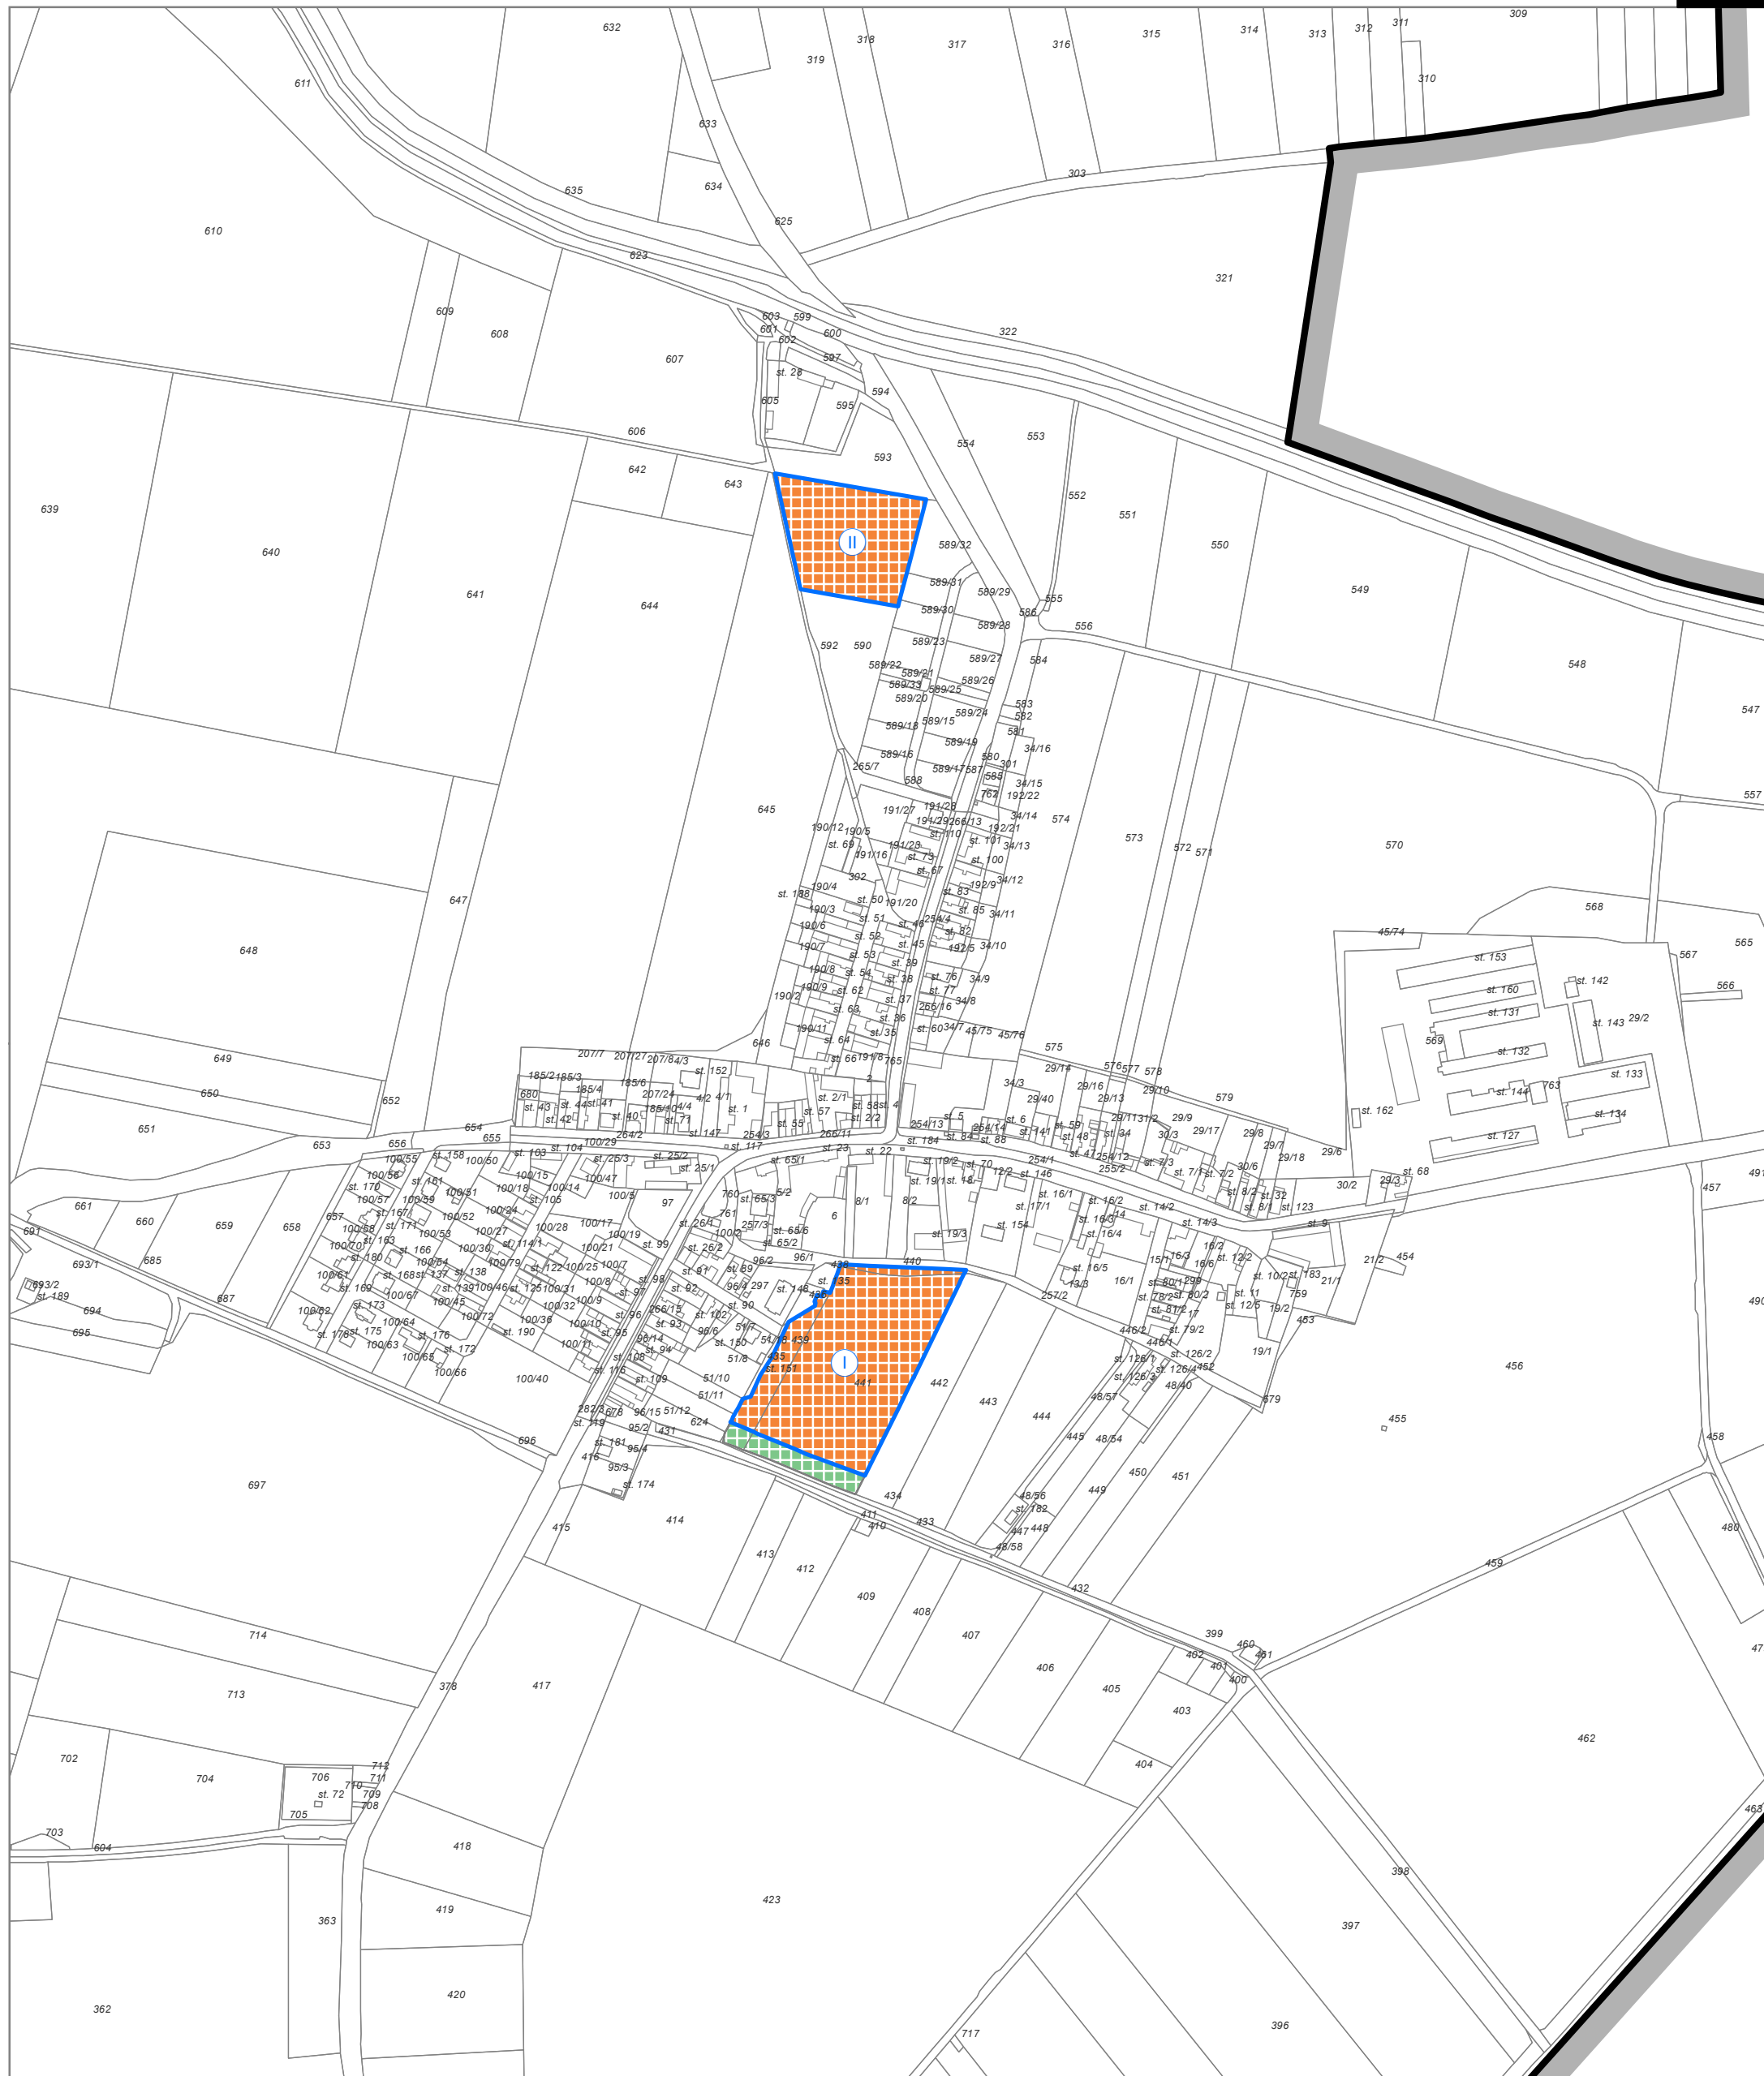 309
311
312
313
314
315
316
317
318
319
632
310
611
633
634
303
635
625
610
623
321
609
608
603
599
601
600
602
322
607
597
st. 28
594
605
595
606
554
553
593
642
643
552
551
639
640
550
II
589/32
641
644
589/31
589/29
555
549
589/30
586
589/28
556
592
590
589/23
589/27
584
548
589/22
589/21
589/33
589/25
589/26
589/20
583
547
589/18
589/15
589/24
582
581
589/16
589/19
34/16
580
265/7
588
589/17
587
301
585
34/15
557
762
192/22
645
191/27
191/28
34/14
574
190/12
190/5
191/29
266/13
192/21
573
572
571
570
st. 69
st. 110
st. 101
191/16
191/23
34/13
st. 73
st. 100
302
st. 67
34/12
192/9
190/4
st. 188
st. 50
191/20
st. 83
647
568
190/3
st. 51
st. 85
34/11
190/6
st. 46
254/4
st. 82
45/74
565
648
st. 52
st. 45
190/7
192/5
34/10
567
st. 53
st. 39
st. 153
190/8
st. 54
st. 38
st. 76
34/9
st. 142
566
190/9
st. 62
st. 77
st. 160
190/2
st. 37
34/8
266/16
st. 63
st. 36
st. 131
st. 143
29/2
190/11
st. 35
st. 60
34/7
45/75
45/76
569
649
646
st. 64
575
st. 132
207/7
207/27
207/8
4/3
st. 66
191/8
765
576
577
578
29/14
st. 133
650
185/2
185/3
st. 152
2
34/3
29/16
29/10
763
652
680
185/4
185/6
207/24
4/2
4/1
st. 2/1
29/40
29/13
579
st. 144
651
st. 43
st. 44
st. 41
185/10
4/4
st. 1
st. 57
st. 58
st. 4
29/11
31/2
29/9
st. 162
st. 134
st. 42
st. 40
st. 71
st. 55
st. 2/2
st. 5
st. 6
st. 59
29/17
29/8
654
264/2
st. 147
254/3
266/11
254/13
254/14
st. 141
st. 48
st. 34
30/3
29/7
st. 127
653
656
655
100/29
st. 117
st. 23
st. 184
st. 84
st. 88
st. 47
29/18
29/6
st. 104
st. 103
st. 22
254/1
254/12
st. 7/3
30/6
st. 68
100/55
st. 158
100/50
st. 25/3
st. 25/2
st. 65/1
st. 19/2
st. 70
12/2
st. 146
255/2
st. 7/1
st. 7/2
29/3
491
100/56
st. 161
100/15
100/47
st. 25/1
st. 19/1
st. 18
30/2
457
st. 170
100/51
100/18
100/14
100/5
97
760
5/2
8/1
8/2
st. 16/1
st. 8/2
st. 32
661
100/57
100/59
st. 105
st. 65/3
st. 17/1
st. 16/2
st. 14/2
st. 8/1
st. 123
660
659
658
657
st. 167
100/52
100/24
100/17
st. 26/1
761
257/3
6
st. 154
st. 16/3
14
st. 14/3
st. 9
691
100/58
st. 171
100/53
100/27
100/28
100/19
100/2
st. 65/6
st. 19/3
st. 16/4
693/1
685
100/70
st. 163
st. 166
100/30
st. 114/1
100/21
st. 99
st. 26/2
st. 65/2
96/1
15/1
16/3
16/2
st. 12/2
21/2
454
st. 180
100/54
100/79
st. 122
100/25
100/7
96/2
438
440
16/6
100/61
st. 168
st. 137
st. 138
100/8
st. 98
st. 91
st. 89
st. 135
st. 16/5
st. 10/2
st. 183
693/2
st. 189
st. 169
100/67
st. 139
100/46
st. 125
100/31
st. 97
st. 92
96/4
297
st. 148
13/3
16/1
st. 80/1
299
759
21/1
687
694
100/62
st. 173
100/45
100/32
100/9
266/15
st. 90
257/2
st. 78/2
st. 80/2
st. 11
490
695
100/64
100/72
100/36
st. 96
st. 102
st. 81/2
17
st. 12/5
19/2
st. 175
st. 176
st. 190
100/10
st. 93
51/7
446/2
st. 79/2
453
100/63
st. 172
st. 95
96/14
96/6
st. 150
439
446/1
19/1
100/65
100/11
st. 94
51/8
435
I
st. 126/1
st. 126/2
100/66
st. 108
st. 151
st. 126/3
st. 126/4
452
456
100/40
st. 116
st. 109
51/10
441
442
48/40
51/11
443
48/57
679
282/3
678
96/15
51/12
444
st. 119
95/2
431
624
445
48/54
455
696
st. 181
95/4
458
416
95/3
450
451
697
st. 174
449
434
48/56
414
411
433
st. 182
480
415
410
447
448
48/58
413
412
459
409
432
408
714
407
399
460
461
406
402
401
400
713
378
417
405
403
462
702
404
704
706
712
711
710
st. 72
709
708
705
463
703
604
418
398
423
419
363
397
420
362
396
717